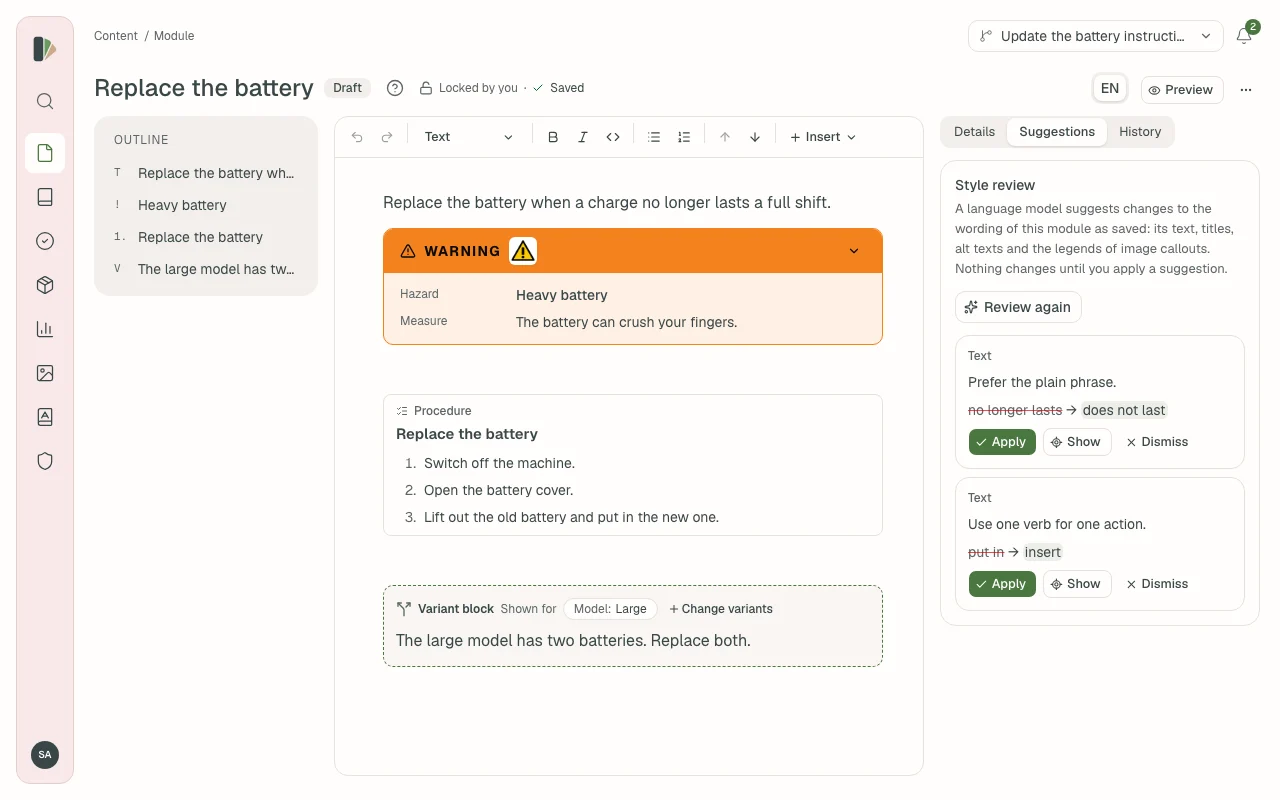 Content / Module
Update the battery instructi...
2
Replace the battery
Draft
Locked by you · Saved
EN
Preview
OUTLINE
T Replace the battery wh...
! Heavy battery
1. Replace the battery
V The large model has tw...
Text
Insert
Replace the battery when a charge no longer lasts a full shift.
WARNING
Hazard Heavy battery
Measure The battery can crush your fingers.
Procedure
Replace the battery
1. Switch off the machine.
2. Open the battery cover.
3. Lift out the old battery and put in the new one.
Variant block Shown for Model: Large + Change variants
The large model has two batteries. Replace both.
Details Suggestions History
Style review
A language model suggests changes to the
wording of this module as saved: its text, titles,
alt texts and the legends of image callouts.
Nothing changes until you apply a suggestion.
Review again
Text
Prefer the plain phrase.
no longer lasts → does not last
Apply Show Dismiss
Text
Use one verb for one action.
put in → insert
Apply Show Dismiss
SA